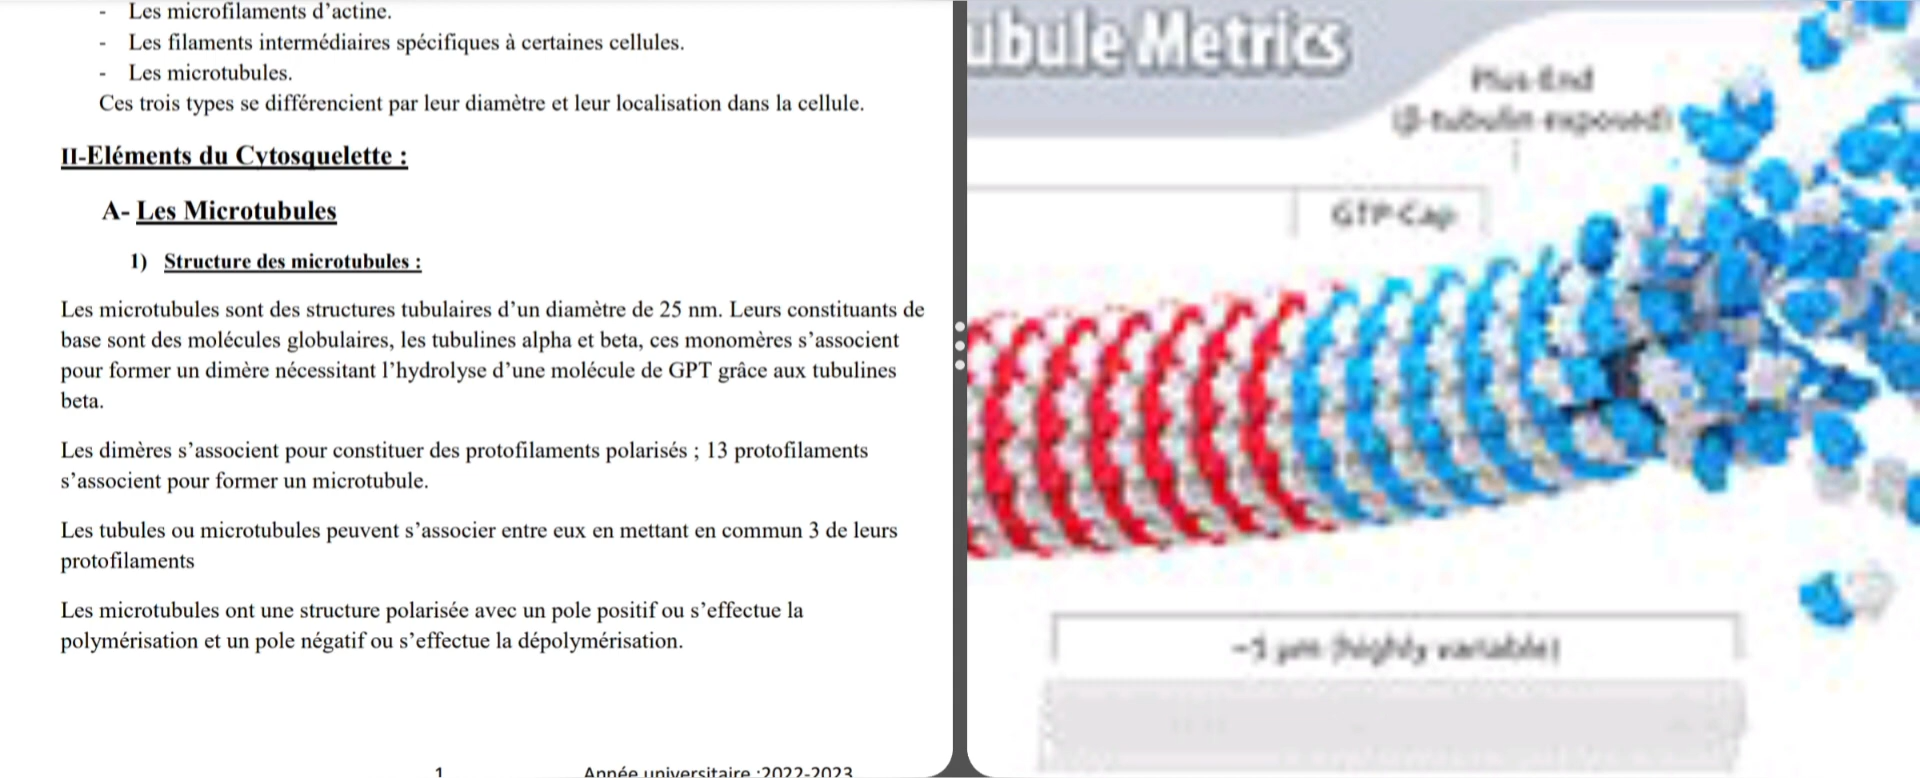 - Les microfilaments d’actine.
- Les filaments intermédiaires spécifiques à certaines cellules.
- Les microtubules.
Ces trois types se différencient par leur diamètre et leur localisation dans la cellule.
II-Eléments du Cytosquelette :
A- Les Microtubules
1) Structure des microtubules :
Les microtubules sont des structures tubulaires d’un diamètre de 25 nm. Leurs constituants de
base sont des molécules globulaires, les tubulines alpha et beta, ces monomères s’associent
pour former un dimère nécessitant l’hydrolyse d’une molécule de GPT grâce aux tubulines
beta.
Les dimères s’associent pour constituer des protofilaments polarisés ; 13 protofilaments
s’associent pour former un microtubule.
Les tubules ou microtubules peuvent s’associer entre eux en mettant en commun 3 de leurs
protofilaments
Les microtubules ont une structure polarisée avec un pole positif ou s’effectue la
polymérisation et un pole négatif ou s’effectue la dépolymérisation.
1 Année universitaire :2022-2023
ubule Metrics
Plus-End
(β-tubulin exposed)
GTP-Cap
(highly variable)